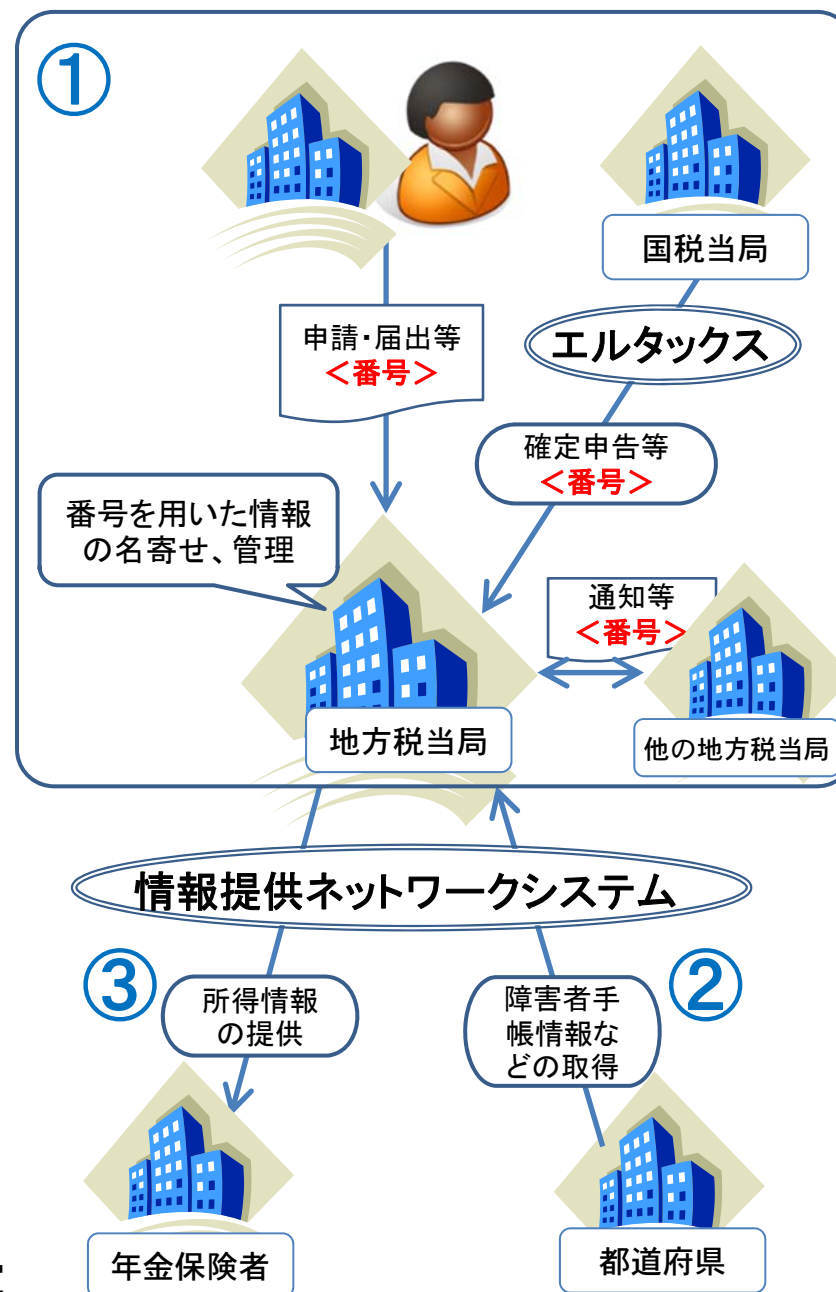 ①
国税当局
申請・届出等
＜番号＞
エルタックス
確定申告等
＜番号＞
番号を用いた情報
の名寄せ、管理
通知等
＜番号＞
地方税当局
他の地方税当局
情報提供ネットワークシステム
③
所得情報
の提供
障害者手
帳情報な
どの取得
②
年金保険者
都道府県